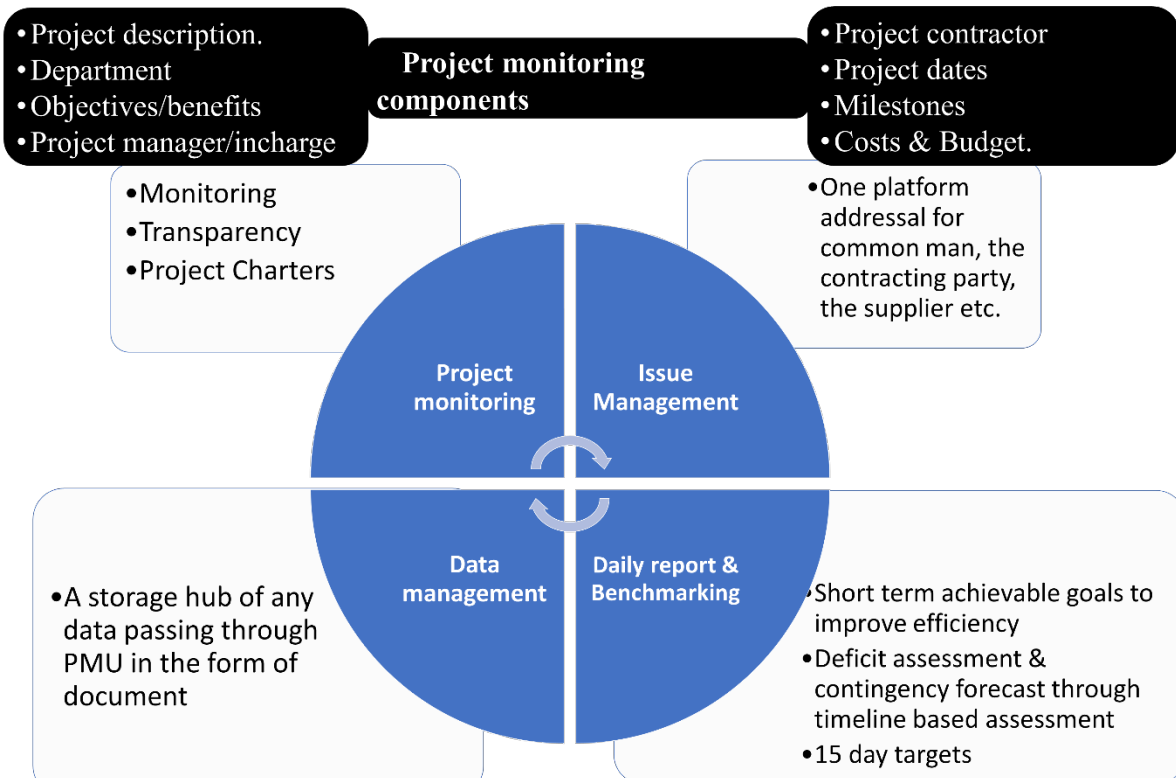 •Project description.
•Department
•Objectives/benefits
•Project manager/incharge
Project monitoring
components
•Project contractor
•Project dates
•Milestones
•Costs & Budget.
•Monitoring
•Transparency
•Project Charters
•One platform
addressal for
common man, the
contracting party,
the supplier etc.
Project
monitoring
Issue
Management
Data
management
Daily report &
Benchmarking
•A storage hub of any
data passing through
PMU in the form of
document
•Short term achievable goals to
improve efficiency
•Deficit assessment &
contingency forecast through
timeline based assessment
•15 day targets